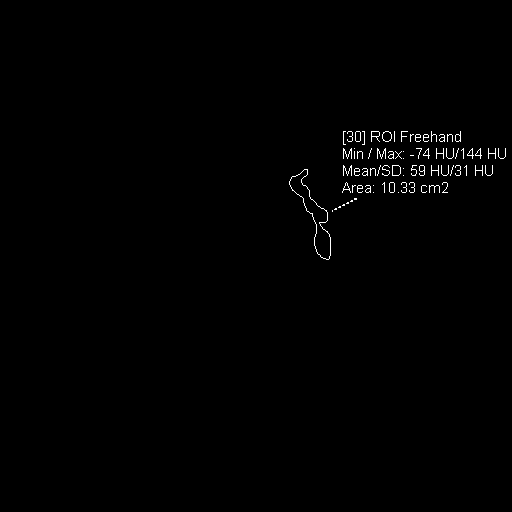 [30] ROI Freehand
Min / Max: -74 HU/144 HU
Mean/SD: 59 HU/31 HU
Area: 10.33 cm2